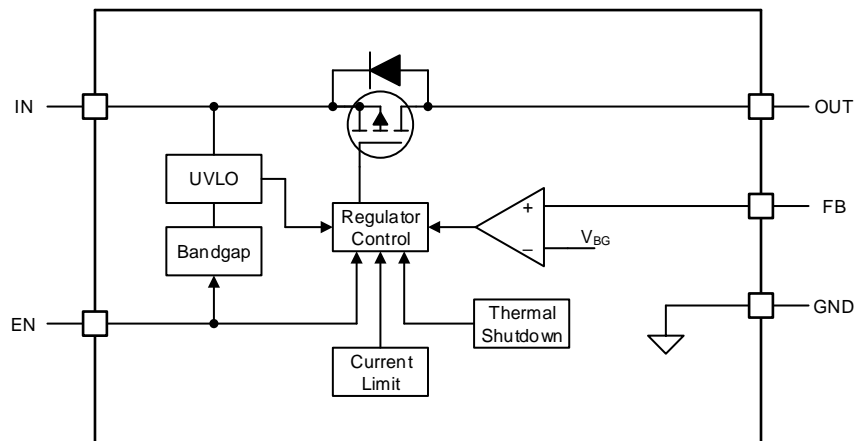 IN
OUT
UVLO
+
FB
Regulator
Control
−
V_BG
Bandgap
EN
GND
Thermal
Shutdown
Current
Limit